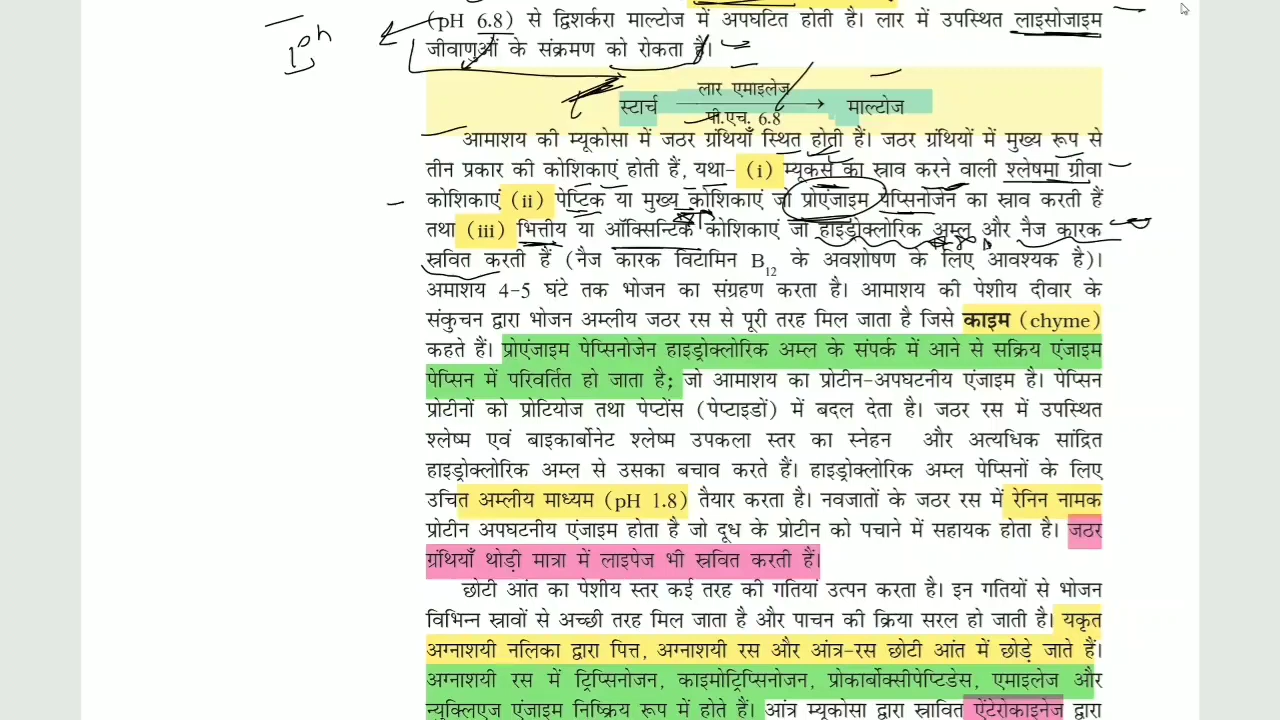 (pH 6.8) से द्विशर्करा माल्टोज में अपघटित होती है। लार में उपस्थित लाइसोजाइम
जीवाणुओं के संक्रमण को रोकता है।
लार एमाइलेज
स्टार्च → माल्टोज
पी.एच. 6.8
आमाशय की म्यूकोसा में जठर ग्रंथियाँ स्थित होती हैं। जठर ग्रंथियों में मुख्य रूप से
तीन प्रकार की कोशिकाएं होती हैं, यथा- (i) म्यूकस का स्राव करने वाली श्लेषमा ग्रीवा
कोशिकाएं (ii) पेप्टिक या मुख्य कोशिकाएं जो प्रोएंजाइम पेप्सिनोजेन का स्राव करती हैं
तथा (iii) भित्तीय या ऑक्सिन्टिक कोशिकाएं जो हाइड्रोक्लोरिक अम्ल और नैज कारक
स्रवित करती हैं (नैज कारक विटामिन B12 के अवशोषण के लिए आवश्यक है)।
अमाशय 4-5 घंटे तक भोजन का संग्रहण करता है। आमाशय की पेशीय दीवार के
संकुचन द्वारा भोजन अम्लीय जठर रस से पूरी तरह मिल जाता है जिसे काइम (chyme)
कहते हैं। प्रोएंजाइम पेप्सिनोजेन हाइड्रोक्लोरिक अम्ल के संपर्क में आने से सक्रिय एंजाइम
पेप्सिन में परिवर्तित हो जाता है; जो आमाशय का प्रोटीन-अपघटनीय एंजाइम है। पेप्सिन
प्रोटीनों को प्रोटियोज तथा पेप्टोंस (पेप्टाइडों) में बदल देता है। जठर रस में उपस्थित
श्लेष्म एवं बाइकार्बोनेट श्लेष्म उपकला स्तर का स्नेहन और अत्यधिक सांद्रित
हाइड्रोक्लोरिक अम्ल से उसका बचाव करते हैं। हाइड्रोक्लोरिक अम्ल पेप्सिनों के लिए
उचित अम्लीय माध्यम (pH 1.8) तैयार करता है। नवजातों के जठर रस में रेनिन नामक
प्रोटीन अपघटनीय एंजाइम होता है जो दूध के प्रोटीन को पचाने में सहायक होता है। जठर
ग्रंथियाँ थोड़ी मात्रा में लाइपेज भी स्रवित करती हैं।
छोटी आंत का पेशीय स्तर कई तरह की गतियां उत्पन करता है। इन गतियों से भोजन
विभिन्न स्रावों से अच्छी तरह मिल जाता है और पाचन की क्रिया सरल हो जाती है। यकृत
अग्नाशयी नलिका द्वारा पित्त, अग्नाशयी रस और आंत्र-रस छोटी आंत में छोड़े जाते हैं।
अग्नाशयी रस में ट्रिप्सिनोजन, काइमोट्रिप्सिनोजन, प्रोकार्बोक्सीपेप्टिडेस, एमाइलेज और
न्युक्लिएज एंजाइम निष्क्रिय रूप में होते हैं। आंत्र म्यूकोसा द्वारा स्रावित ऐंटेरोकाइनेज द्वारा